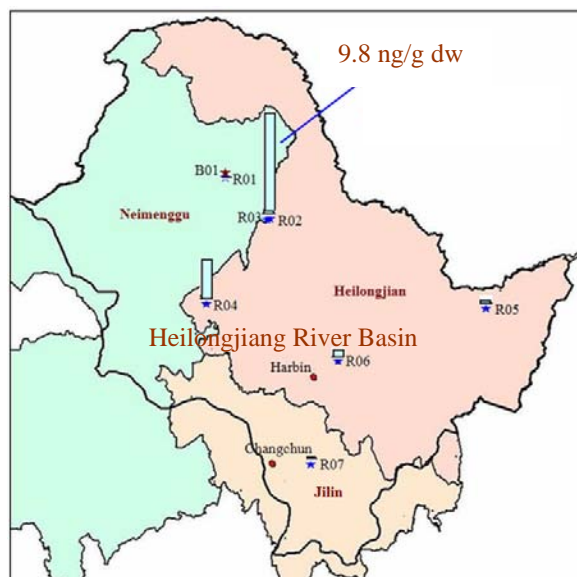 9.8 ng/g dw
B01
R01
Neimenggu
R03
R02
Heilongjian
R04
R05
Heilongjiang River Basin
R06
Harbin
Changchun
R07
Jilin